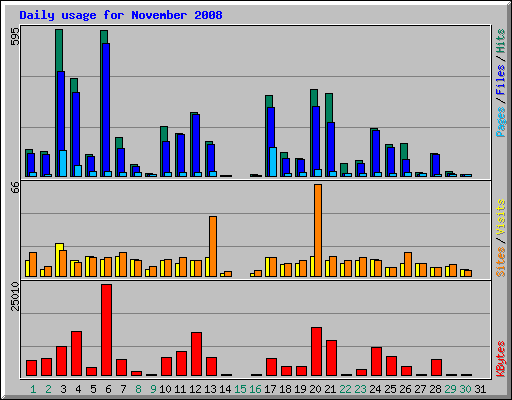 Daily usage for November 2008
595
Pages / Files / Hits
66
Sites / Visits
25010
KBytes
1 2 3 4 5 6 7 8 9 10 11 12 13 14 15 16 17 18 19 20 21 22 23 24 25 26 27 28 29 30 31